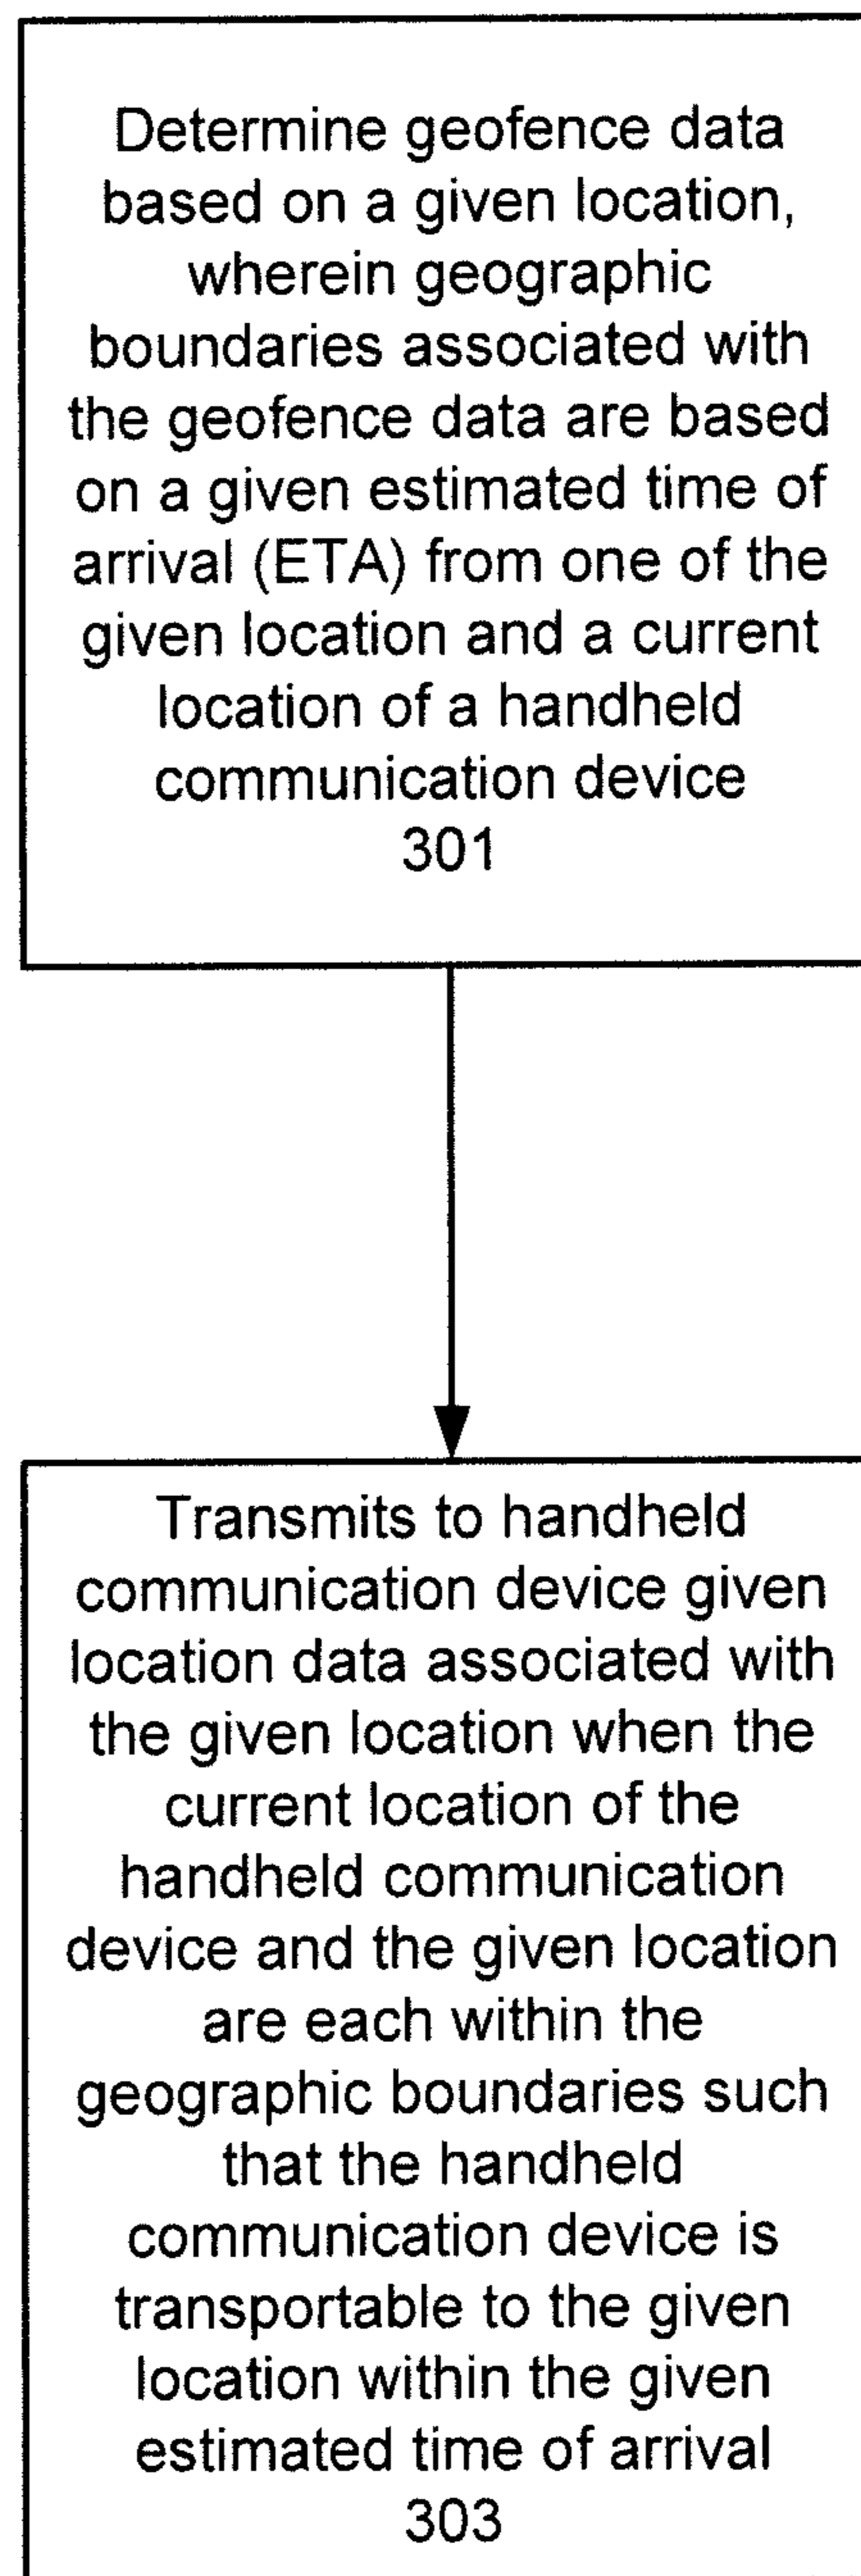 Determine geofence data
based on a given location,
wherein geographic
boundaries associated with
the geofence data are based
on a given estimated time of
arrival (ETA) from one of the
given location and a current
location of a handheld
communication device
301
Transmits to handheld
communication device given
location data associated with
the given location when the
current location of the
handheld communication
device and the given location
are each within the
geographic boundaries such
that the handheld
communication device is
transportable to the given
location within the given
estimated time of arrival
303